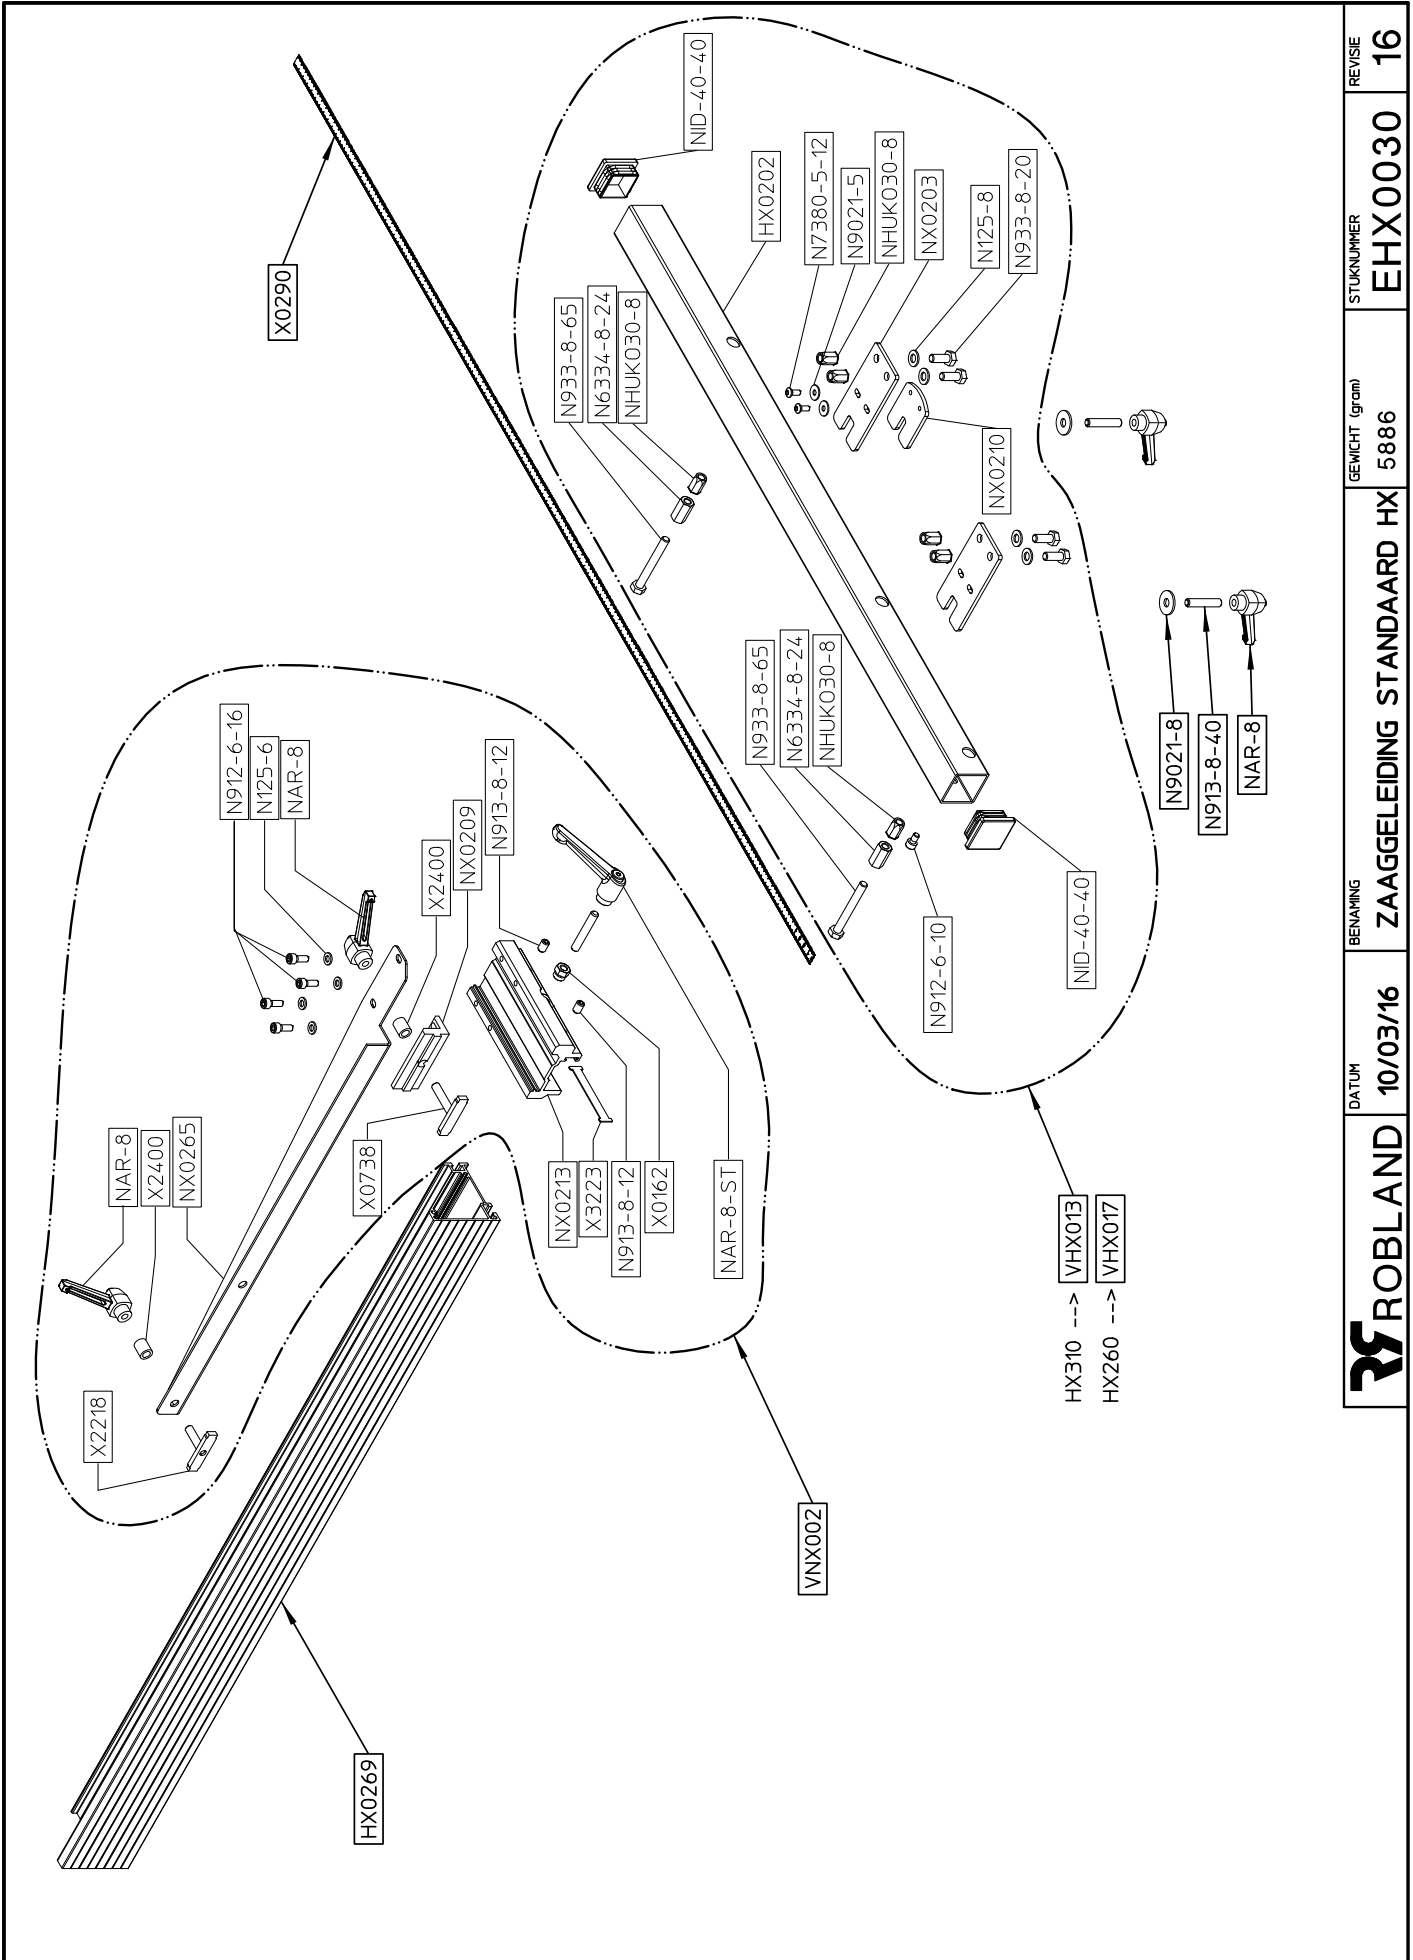 X2218
NAR-8
X2400
NX0265
N912-6-16
N125-6
NAR-8
X2400
NX0209
N913-8-12
X0738
NX0213
X3223
N913-8-12
X0162
NAR-8-ST
HX0269
VNX002
X0290
N933-8-65
N6334-8-24
NHUK030-8
NID-40-40
HX0202
N7380-5-12
N9021-5
NHUK030-8
NX0203
N125-8
N933-8-20
NX0210
N933-8-65
N6334-8-24
NHUK030-8
N912-6-10
NID-40-40
HX310 --> VHX013
HX260 --> VHX017
N9021-8
N913-8-40
NAR-8
ROBLAND
DATUM
10/03/16
BENAMING
ZAAGGELEIDING STANDAARD HX
GEWICHT (gram)
5886
STUKNUMMER
EHX0030
REVISIE
16